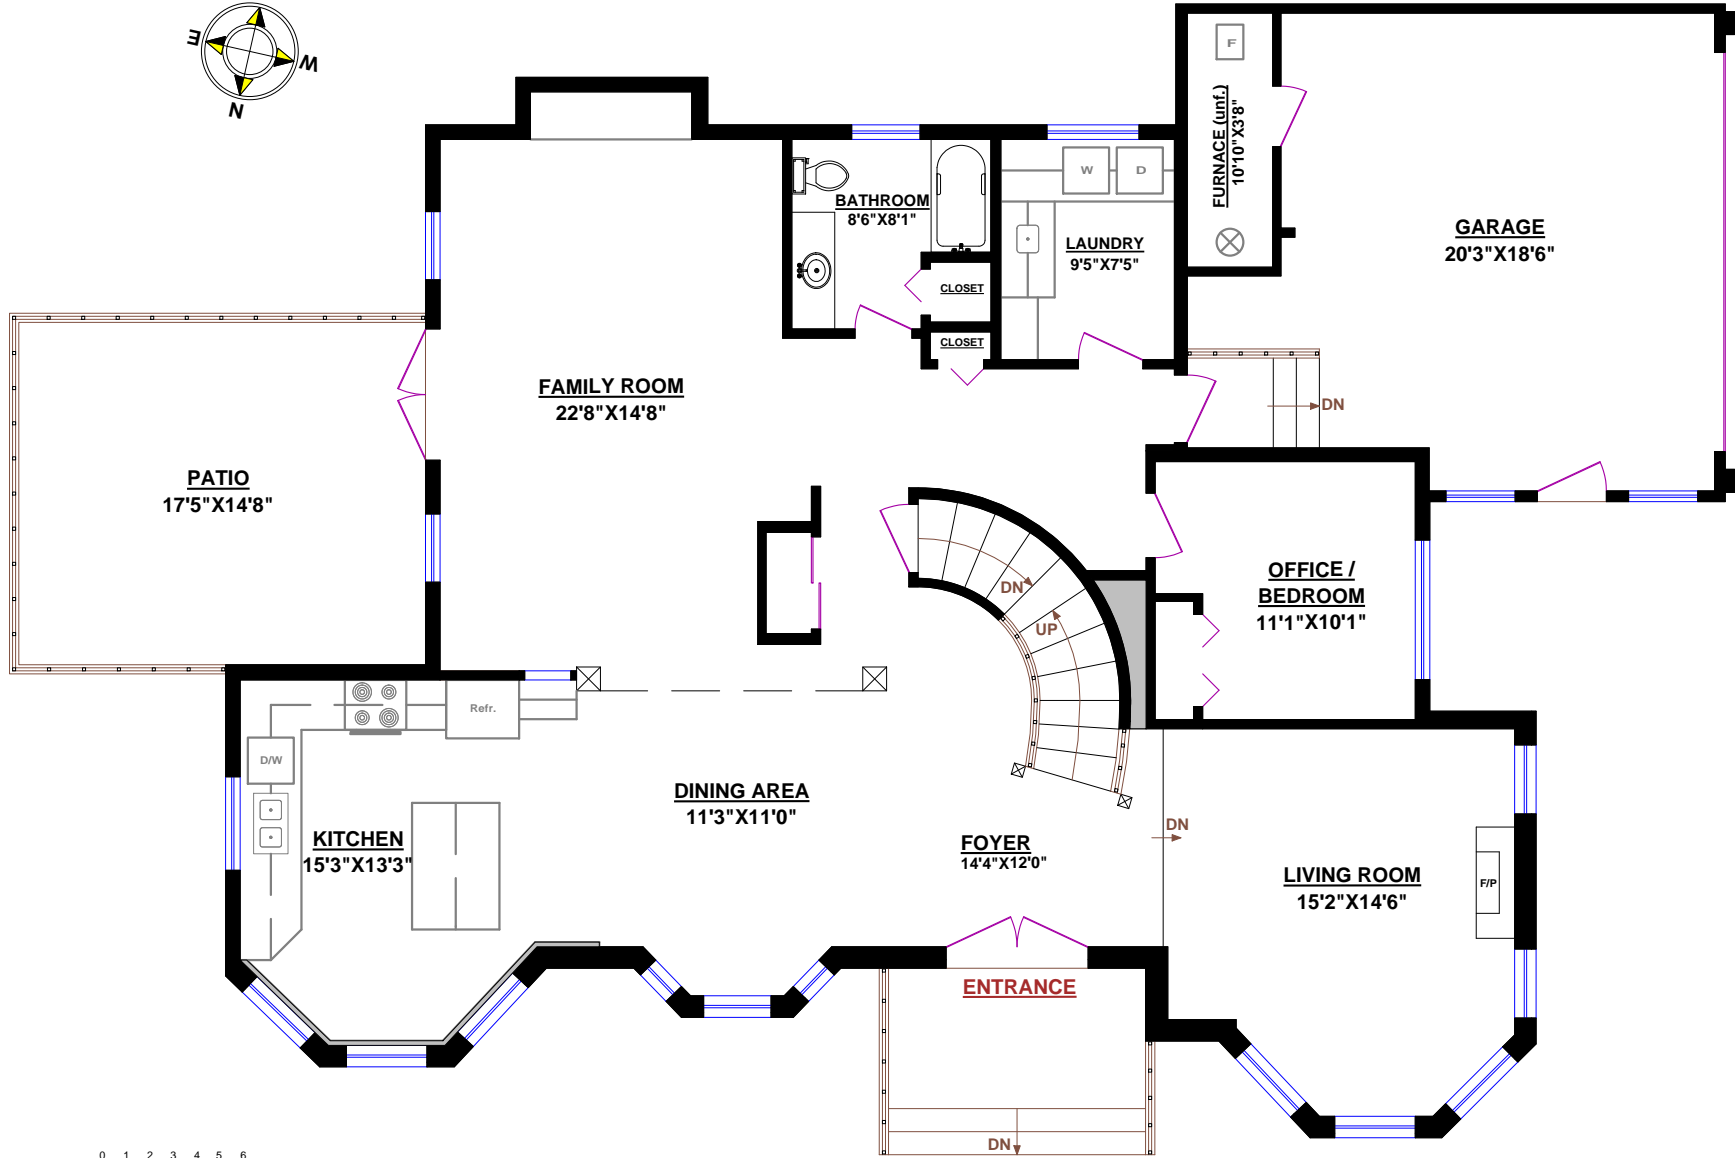 E
W
N
F
FURNACE (unf.)
10'10"X3'8"
W
D
BATHROOM
8'6"X8'1"
GARAGE
20'3"X18'6"
LAUNDRY
9'5"X7'5"
CLOSET
CLOSET
FAMILY ROOM
22'8"X14'8"
DN
PATIO
17'5"X14'8"
OFFICE /
BEDROOM
11'1"X10'1"
DN
UP
Refr.
D/W
DINING AREA
11'3"X11'0"
KITCHEN
15'3"X13'3"
FOYER
14'4"X12'0"
DN
LIVING ROOM
15'2"X14'6"
F/P
ENTRANCE
DN
0 1 2 3 4 5 6